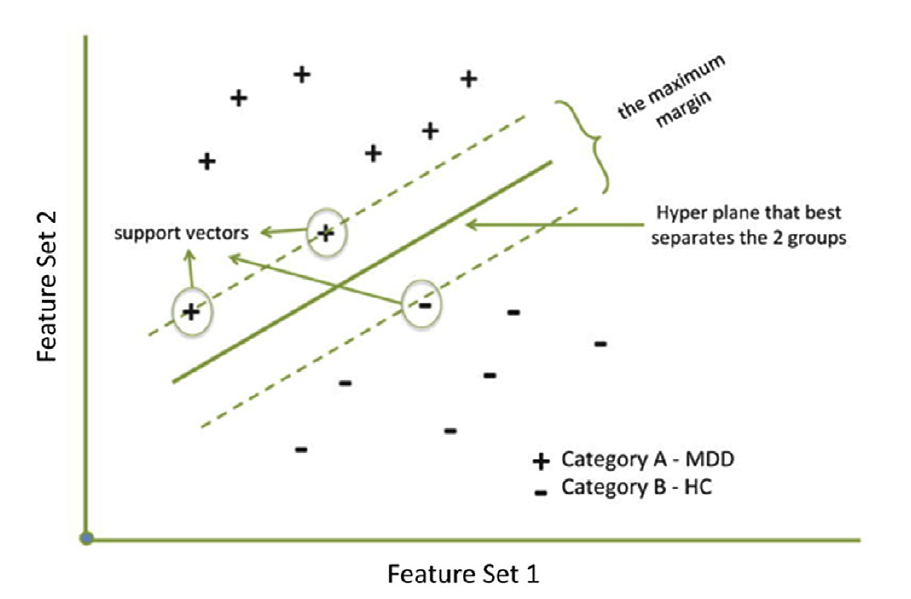 the maximum
margin
support vectors
Hyper plane that best
separates the 2 groups
Feature Set 2
+ Category A - MDD
- Category B - HC
Feature Set 1